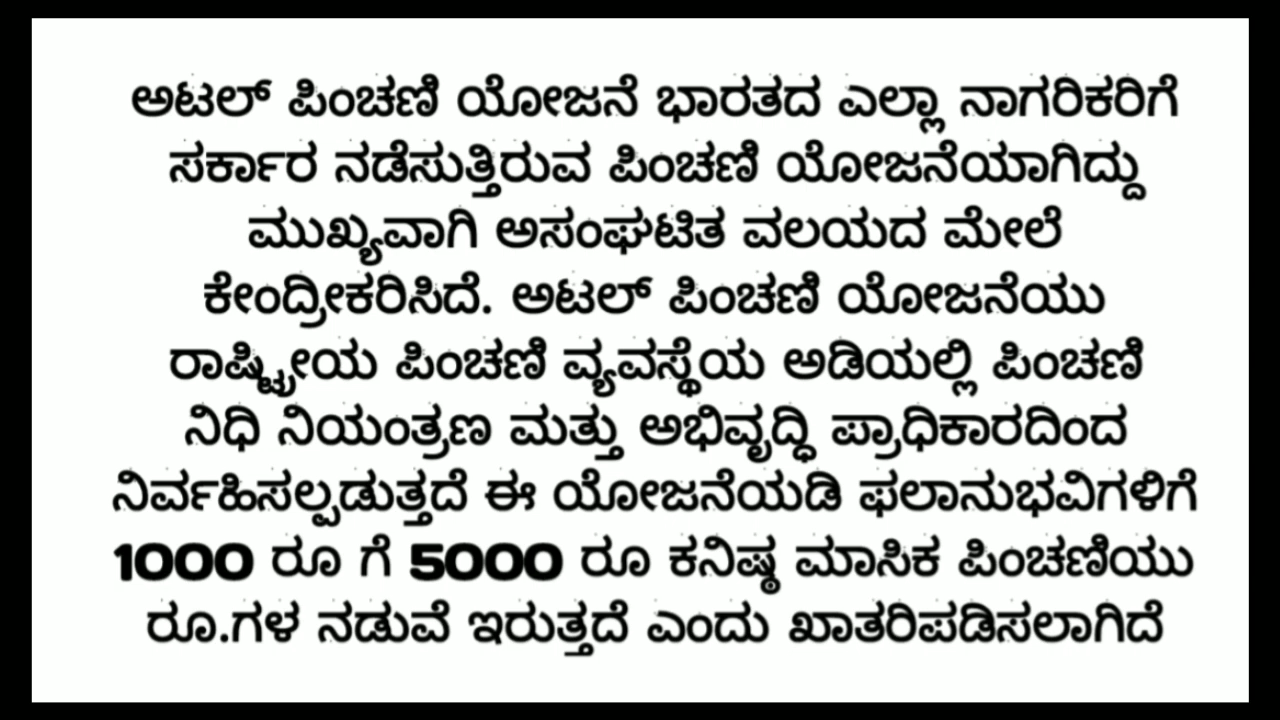 ಅಟಲ್ ಪಿಂಚಣಿ ಯೋಜನೆ ಭಾರತದ ಎಲ್ಲಾ ನಾಗರಿಕರಿಗೆ
ಸರ್ಕಾರ ನಡೆಸುತ್ತಿರುವ ಪಿಂಚಣಿ ಯೋಜನೆಯಾಗಿದ್ದು
ಮುಖ್ಯವಾಗಿ ಅಸಂಘಟಿತ ವಲಯದ ಮೇಲೆ
ಕೇಂದ್ರೀಕರಿಸಿದೆ. ಅಟಲ್ ಪಿಂಚಣಿ ಯೋಜನೆಯು
ರಾಷ್ಟ್ರೀಯ ಪಿಂಚಣಿ ವ್ಯವಸ್ಥೆಯ ಅಡಿಯಲ್ಲಿ ಪಿಂಚಣಿ
ನಿಧಿ ನಿಯಂತ್ರಣ ಮತ್ತು ಅಭಿವೃದ್ಧಿ ಪ್ರಾಧಿಕಾರದಿಂದ
ನಿರ್ವಹಿಸಲ್ಪಡುತ್ತದೆ ಈ ಯೋಜನೆಯಡಿ ಫಲಾನುಭವಿಗಳಿಗೆ
1000 ರೂ ಗೆ 5000 ರೂ ಕನಿಷ್ಠ ಮಾಸಿಕ ಪಿಂಚಣಿಯು
ರೂ.ಗಳ ನಡುವೆ ಇರುತ್ತದೆ ಎಂದು ಖಾತರಿಪಡಿಸಲಾಗಿದೆ